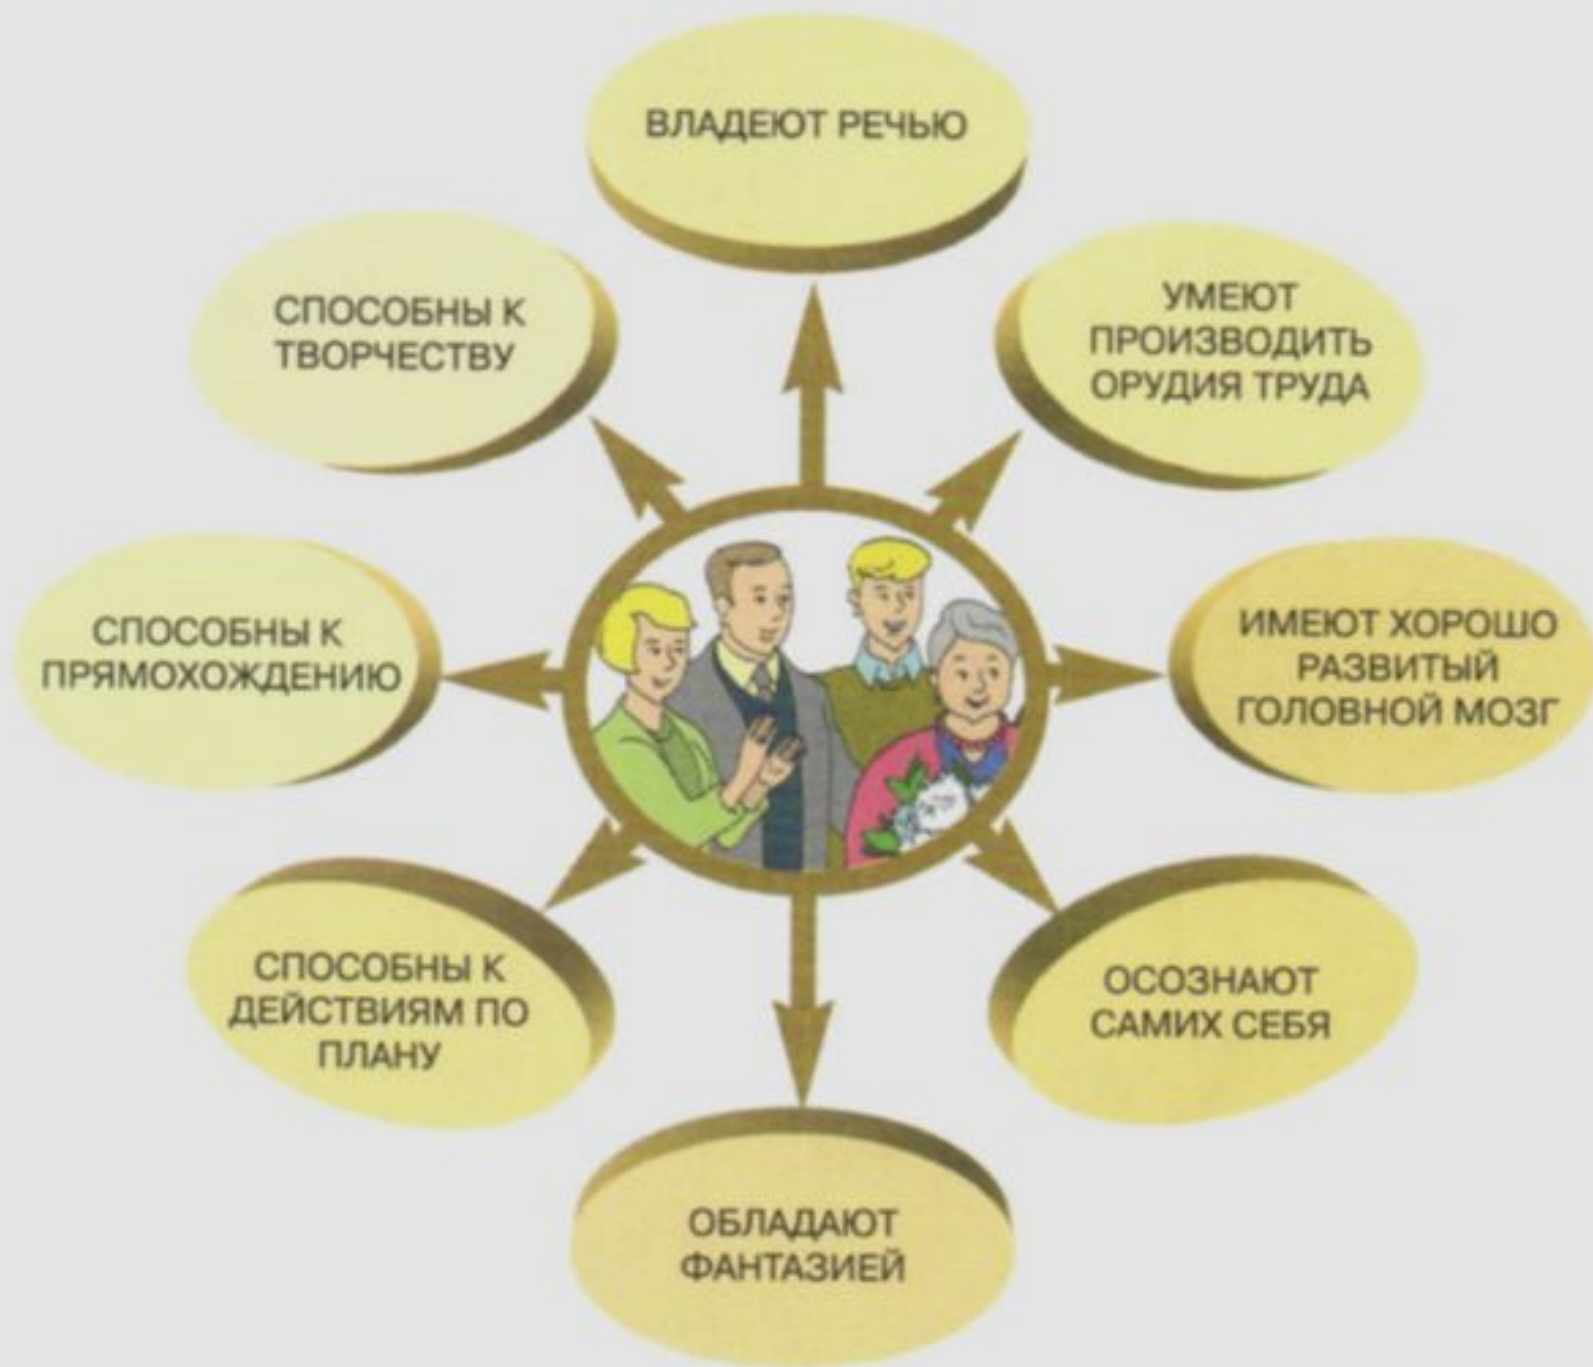 ВЛАДЕЮТ РЕЧЬЮ
УМЕЮТ
ПРОИЗВОДИТЬ
ОРУДИЯ ТРУДА
ИМЕЮТ ХОРОШО
РАЗВИТЫЙ
ГОЛОВНОЙ МОЗГ
ОСОЗНАЮТ
САМИХ СЕБЯ
ОБЛАДАЮТ
ФАНТАЗИЕЙ
СПОСОБНЫ К
ДЕЙСТВИЯМ ПО
ПЛАНУ
СПОСОБНЫ К
ПРЯМОХОЖДЕНИЮ
СПОСОБНЫ К
ТВОРЧЕСТВУ